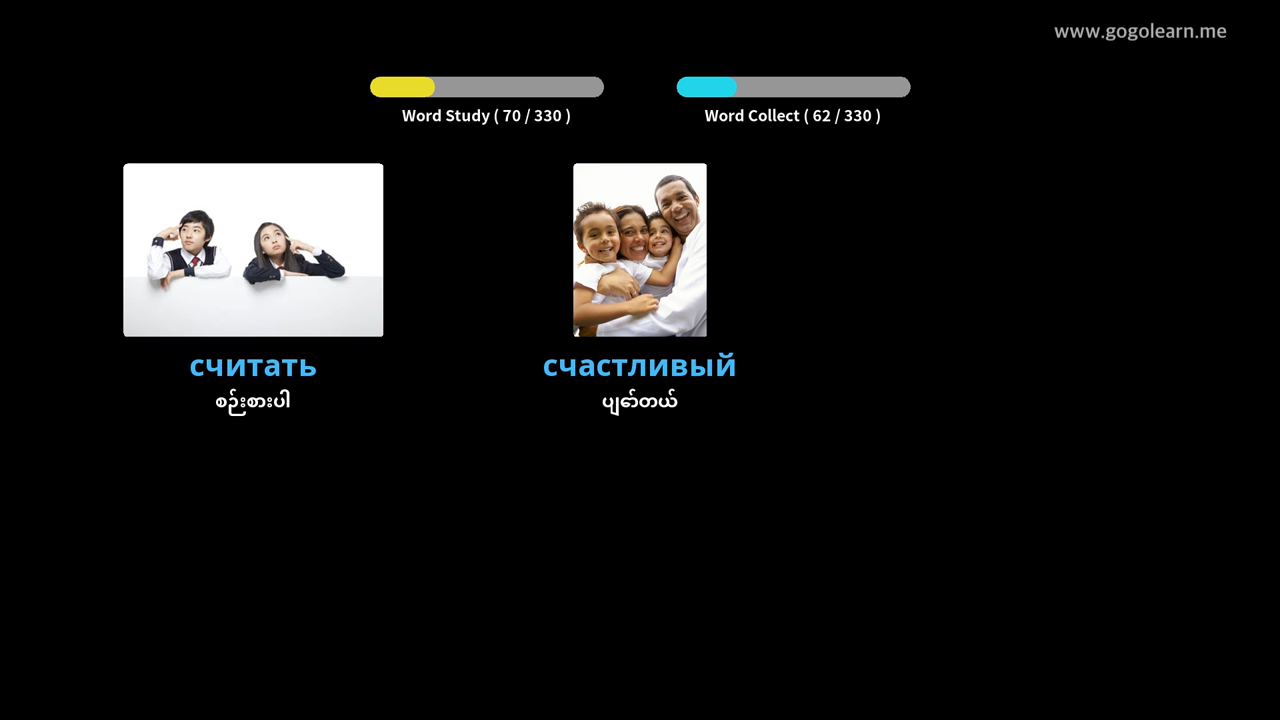 www.gogolearn.me
Word Study ( 70 / 330 )
Word Collect ( 62 / 330 )
считать
စဉ်းစားပါ
счастливый
ပျော်တယ်